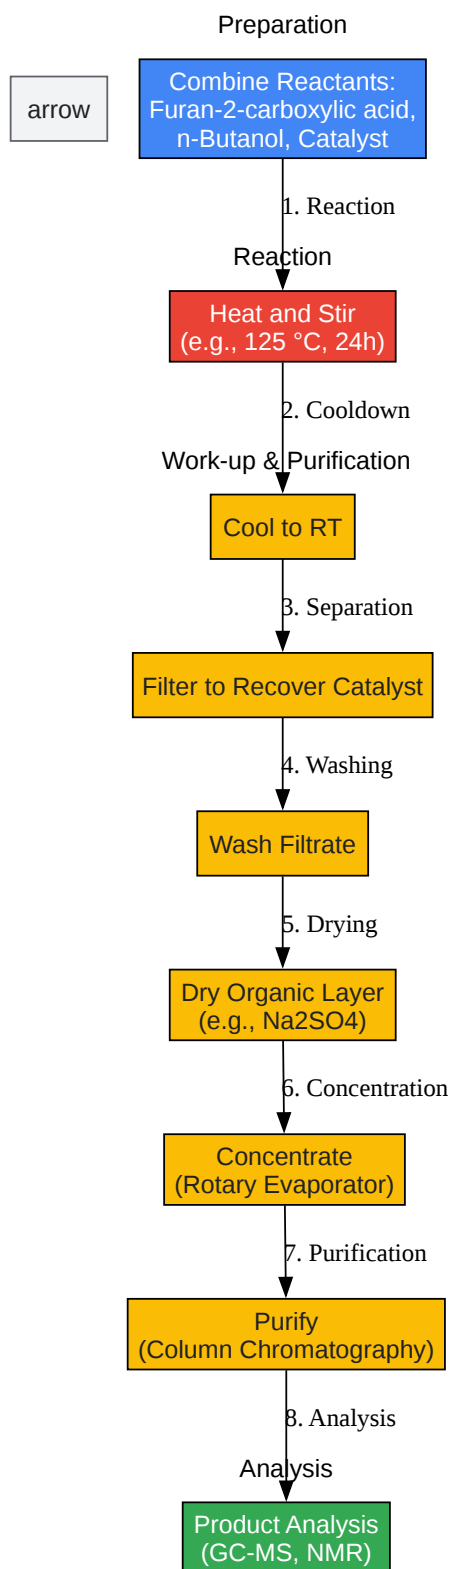 Preparation
arrow
Combine Reactants:
Furan-2-carboxylic acid,
n-Butanol, Catalyst
1. Reaction
Reaction
Heat and Stir
(e.g., 125 °C, 24h)
2. Cooldown
Work-up & Purification
Cool to RT
3. Separation
Filter to Recover Catalyst
4. Washing
Wash Filtrate
5. Drying
Dry Organic Layer
(e.g., Na2SO4)
6. Concentration
Concentrate
(Rotary Evaporator)
7. Purification
Purify
(Column Chromatography)
8. Analysis
Analysis
Product Analysis
(GC-MS, NMR)